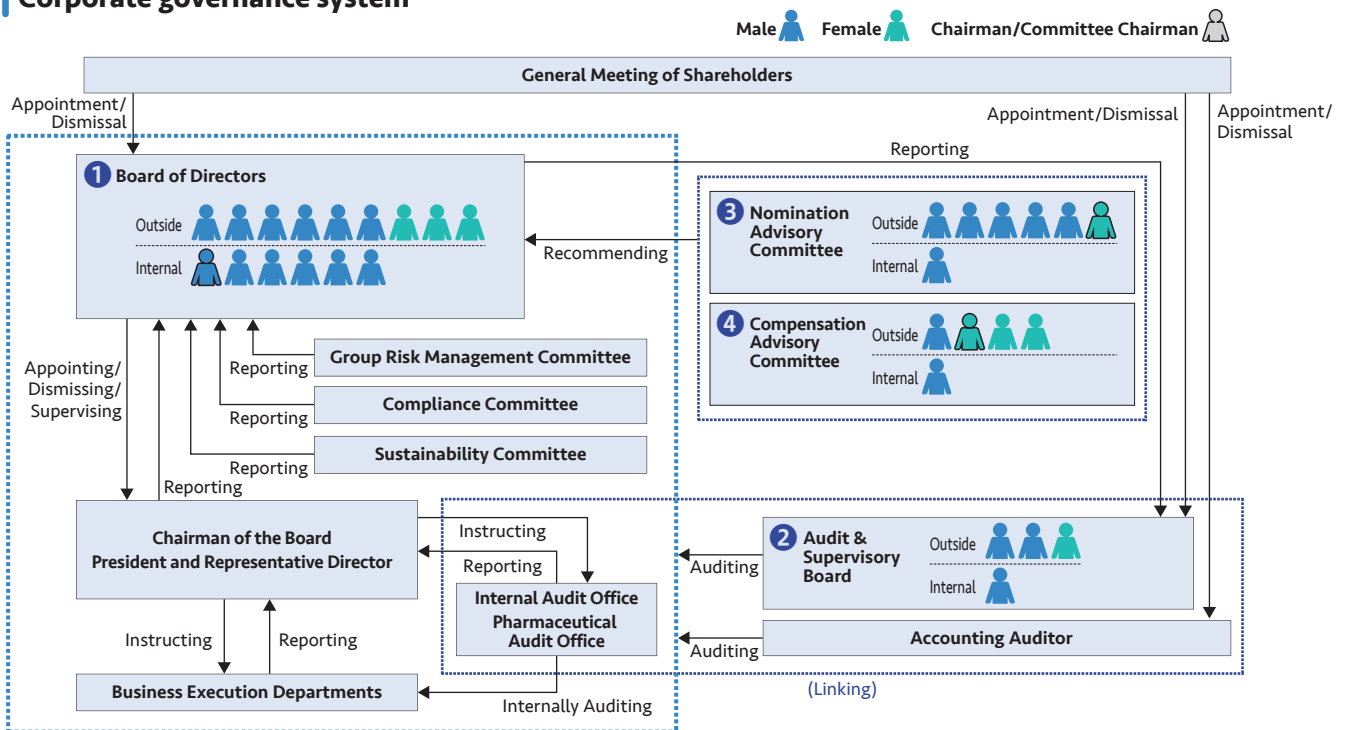 Corporate governance system
Male
Female
Chairman/Committee Chairman
General Meeting of Shareholders
Appointment/
Dismissal
Appointment/Dismissal
Appointment/
Dismissal
Reporting
1 Board of Directors
Outside
Internal
Recommending
3 Nomination
Advisory
Committee
Outside
Internal
4 Compensation
Advisory
Committee
Outside
Internal
Appointing/
Dismissing/
Supervising
Reporting
Group Risk Management Committee
Reporting
Compliance Committee
Reporting
Sustainability Committee
Reporting
Chairman of the Board
President and Representative Director
Instructing
Reporting
Internal Audit Office
Pharmaceutical
Audit Office
Auditing
2 Audit &
Supervisory
Board
Outside
Internal
Auditing
Accounting Auditor
Instructing
Reporting
Business Execution Departments
Internally Auditing
(Linking)